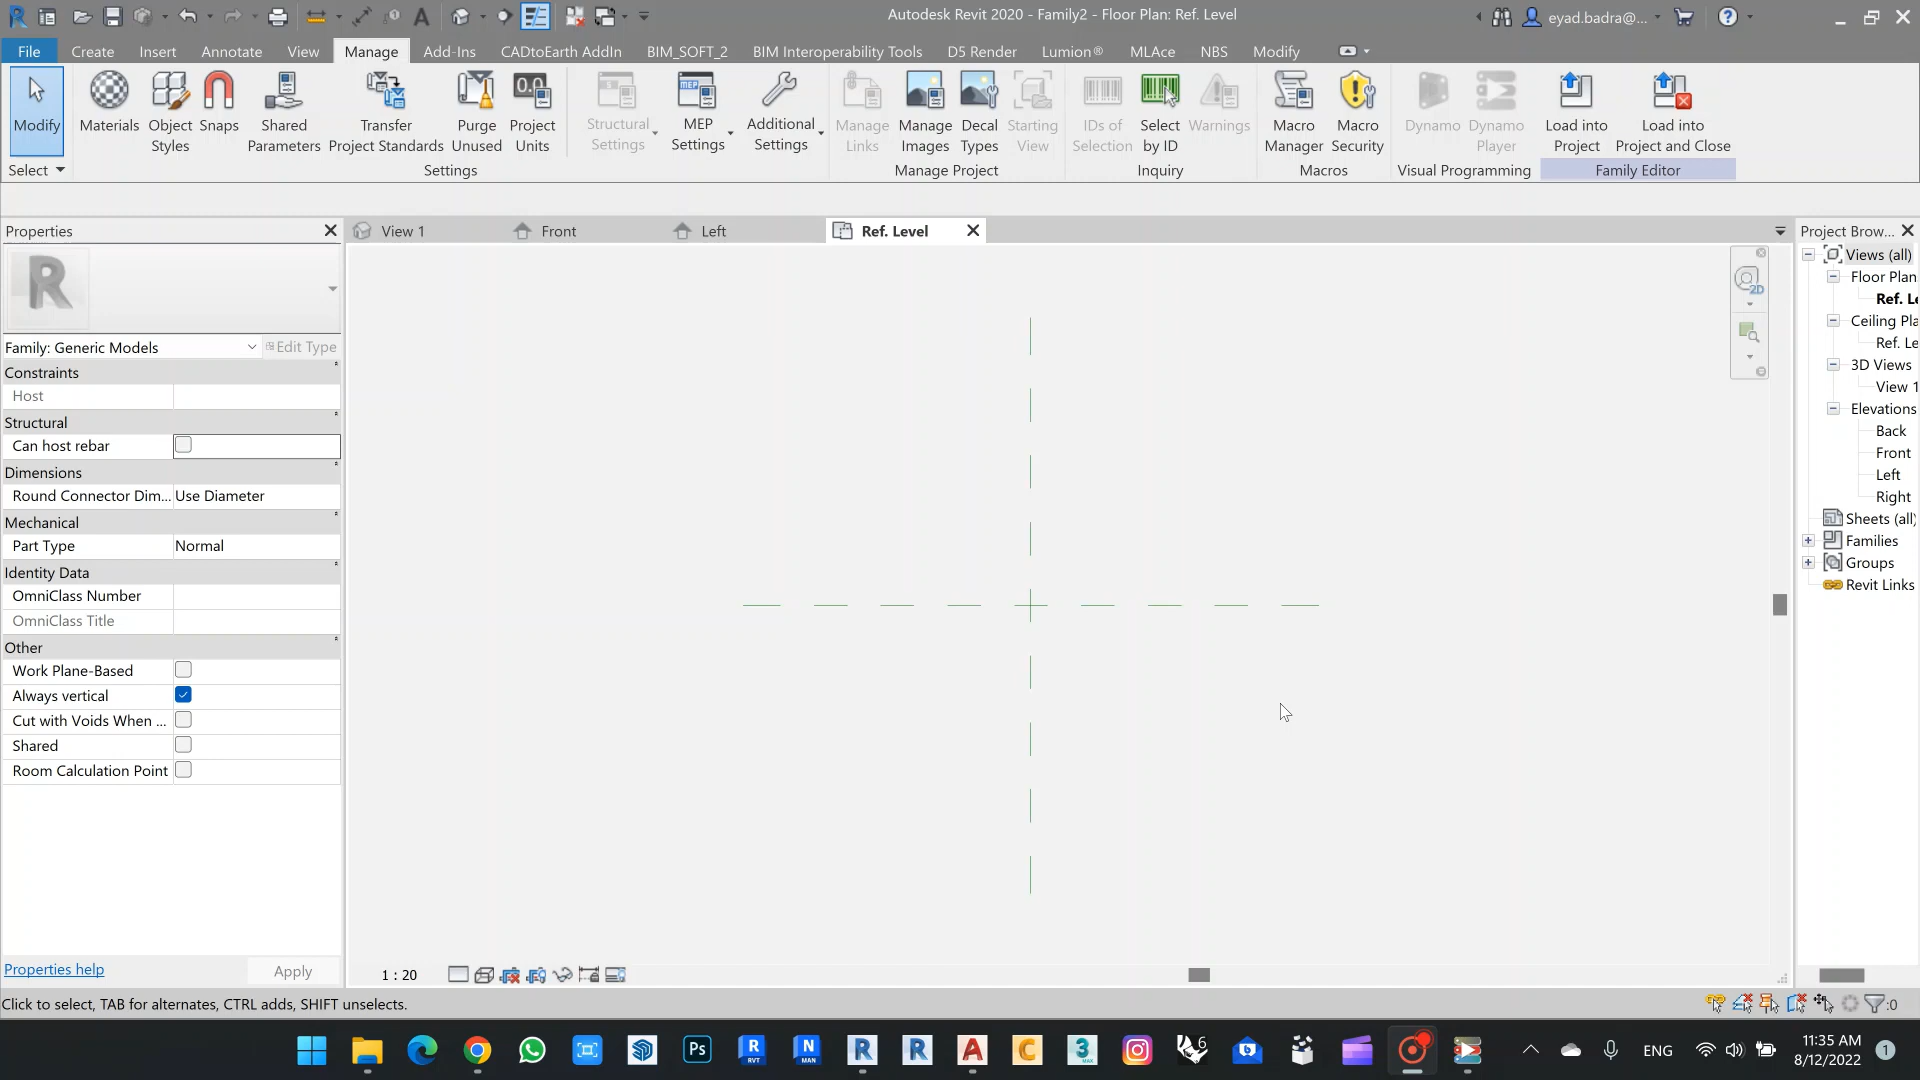 Autodesk Revit 2020 - Family2 - Floor Plan: Ref. Level
eyad.badra@...
File Create Insert Annotate View Manage Add-Ins CADtoEarth AddIn BIM_SOFT_2 BIM Interoperability Tools D5 Render Lumion® MLAce NBS Modify
Modify
Materials
Object Styles
Snaps
Shared Parameters
Transfer Project Standards
Purge Unused
Project Units
Structural Settings
MEP Settings
Additional Settings
Manage Links
Manage Images
Decal Types
Starting View
IDs of Selection
Select by ID
Warnings
Macro Manager
Macro Security
Dynamo
Dynamo Player
Load into Project
Load into Project and Close
Select Settings Manage Project Inquiry Macros Visual Programming Family Editor
Properties
View 1 Front Left Ref. Level
Project Brow...
Family: Generic Models
Edit Type
Constraints
Host
Structural
Can host rebar
Dimensions
Round Connector Dim... Use Diameter
Mechanical
Part Type Normal
Identity Data
OmniClass Number
OmniClass Title
Other
Work Plane-Based
Always vertical
Cut with Voids When ...
Shared
Room Calculation Point
Properties help
Apply
2D
Views (all)
Floor Plan
Ref. Le
Ceiling Pla
Ref. Le
3D Views
View 1
Elevations
Back
Front
Left
Right
Sheets (all)
Families
Groups
Revit Links
1 : 20
Click to select, TAB for alternates, CTRL adds, SHIFT unselects.
:0
ENG
11:35 AM
8/12/2022
1